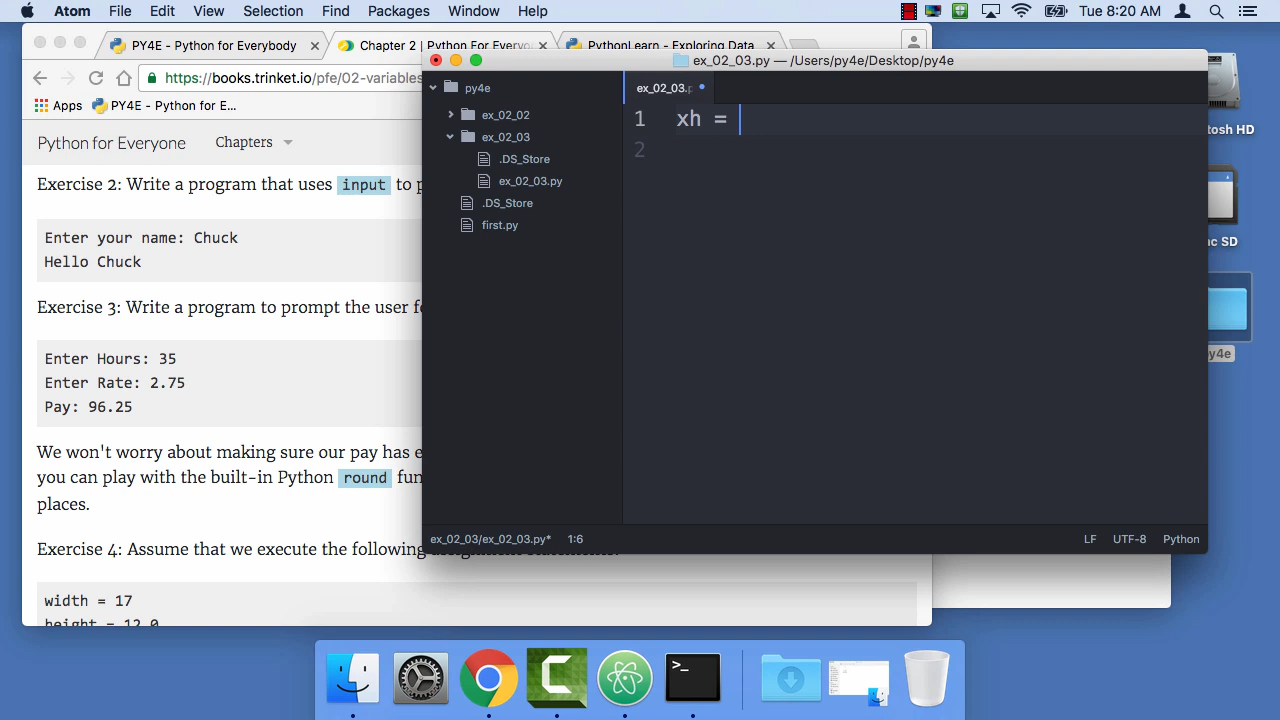 Atom File Edit View Selection Find Packages Window Help Tue 8:20 AM
PY4E - Python for Everybody
Chapter 2 | Python For Everyo
PythonLearn - Exploring Data
https://books.trinket.io/pfe/02-variables
Apps PY4E - Python for E...
Python for Everyone Chapters
Exercise 2: Write a program that uses input to
Enter your name: Chuck
Hello Chuck
Exercise 3: Write a program to prompt the user
Enter Hours: 35
Enter Rate: 2.75
Pay: 96.25
We won't worry about making sure our pay has
you can play with the built-in Python round
places.
Exercise 4: Assume that we execute the following
width = 17
height = 12.0
ex_02_03.py — /Users/py4e/Desktop/py4e
py4e
ex_02_02
ex_02_03
.DS_Store
ex_02_03.py
.DS_Store
first.py
ex_02_03.p
1 xh =
2
ex_02_03/ex_02_03.py* 1:6 LF UTF-8 Python
tosh HD
ac SD
py4e
>_